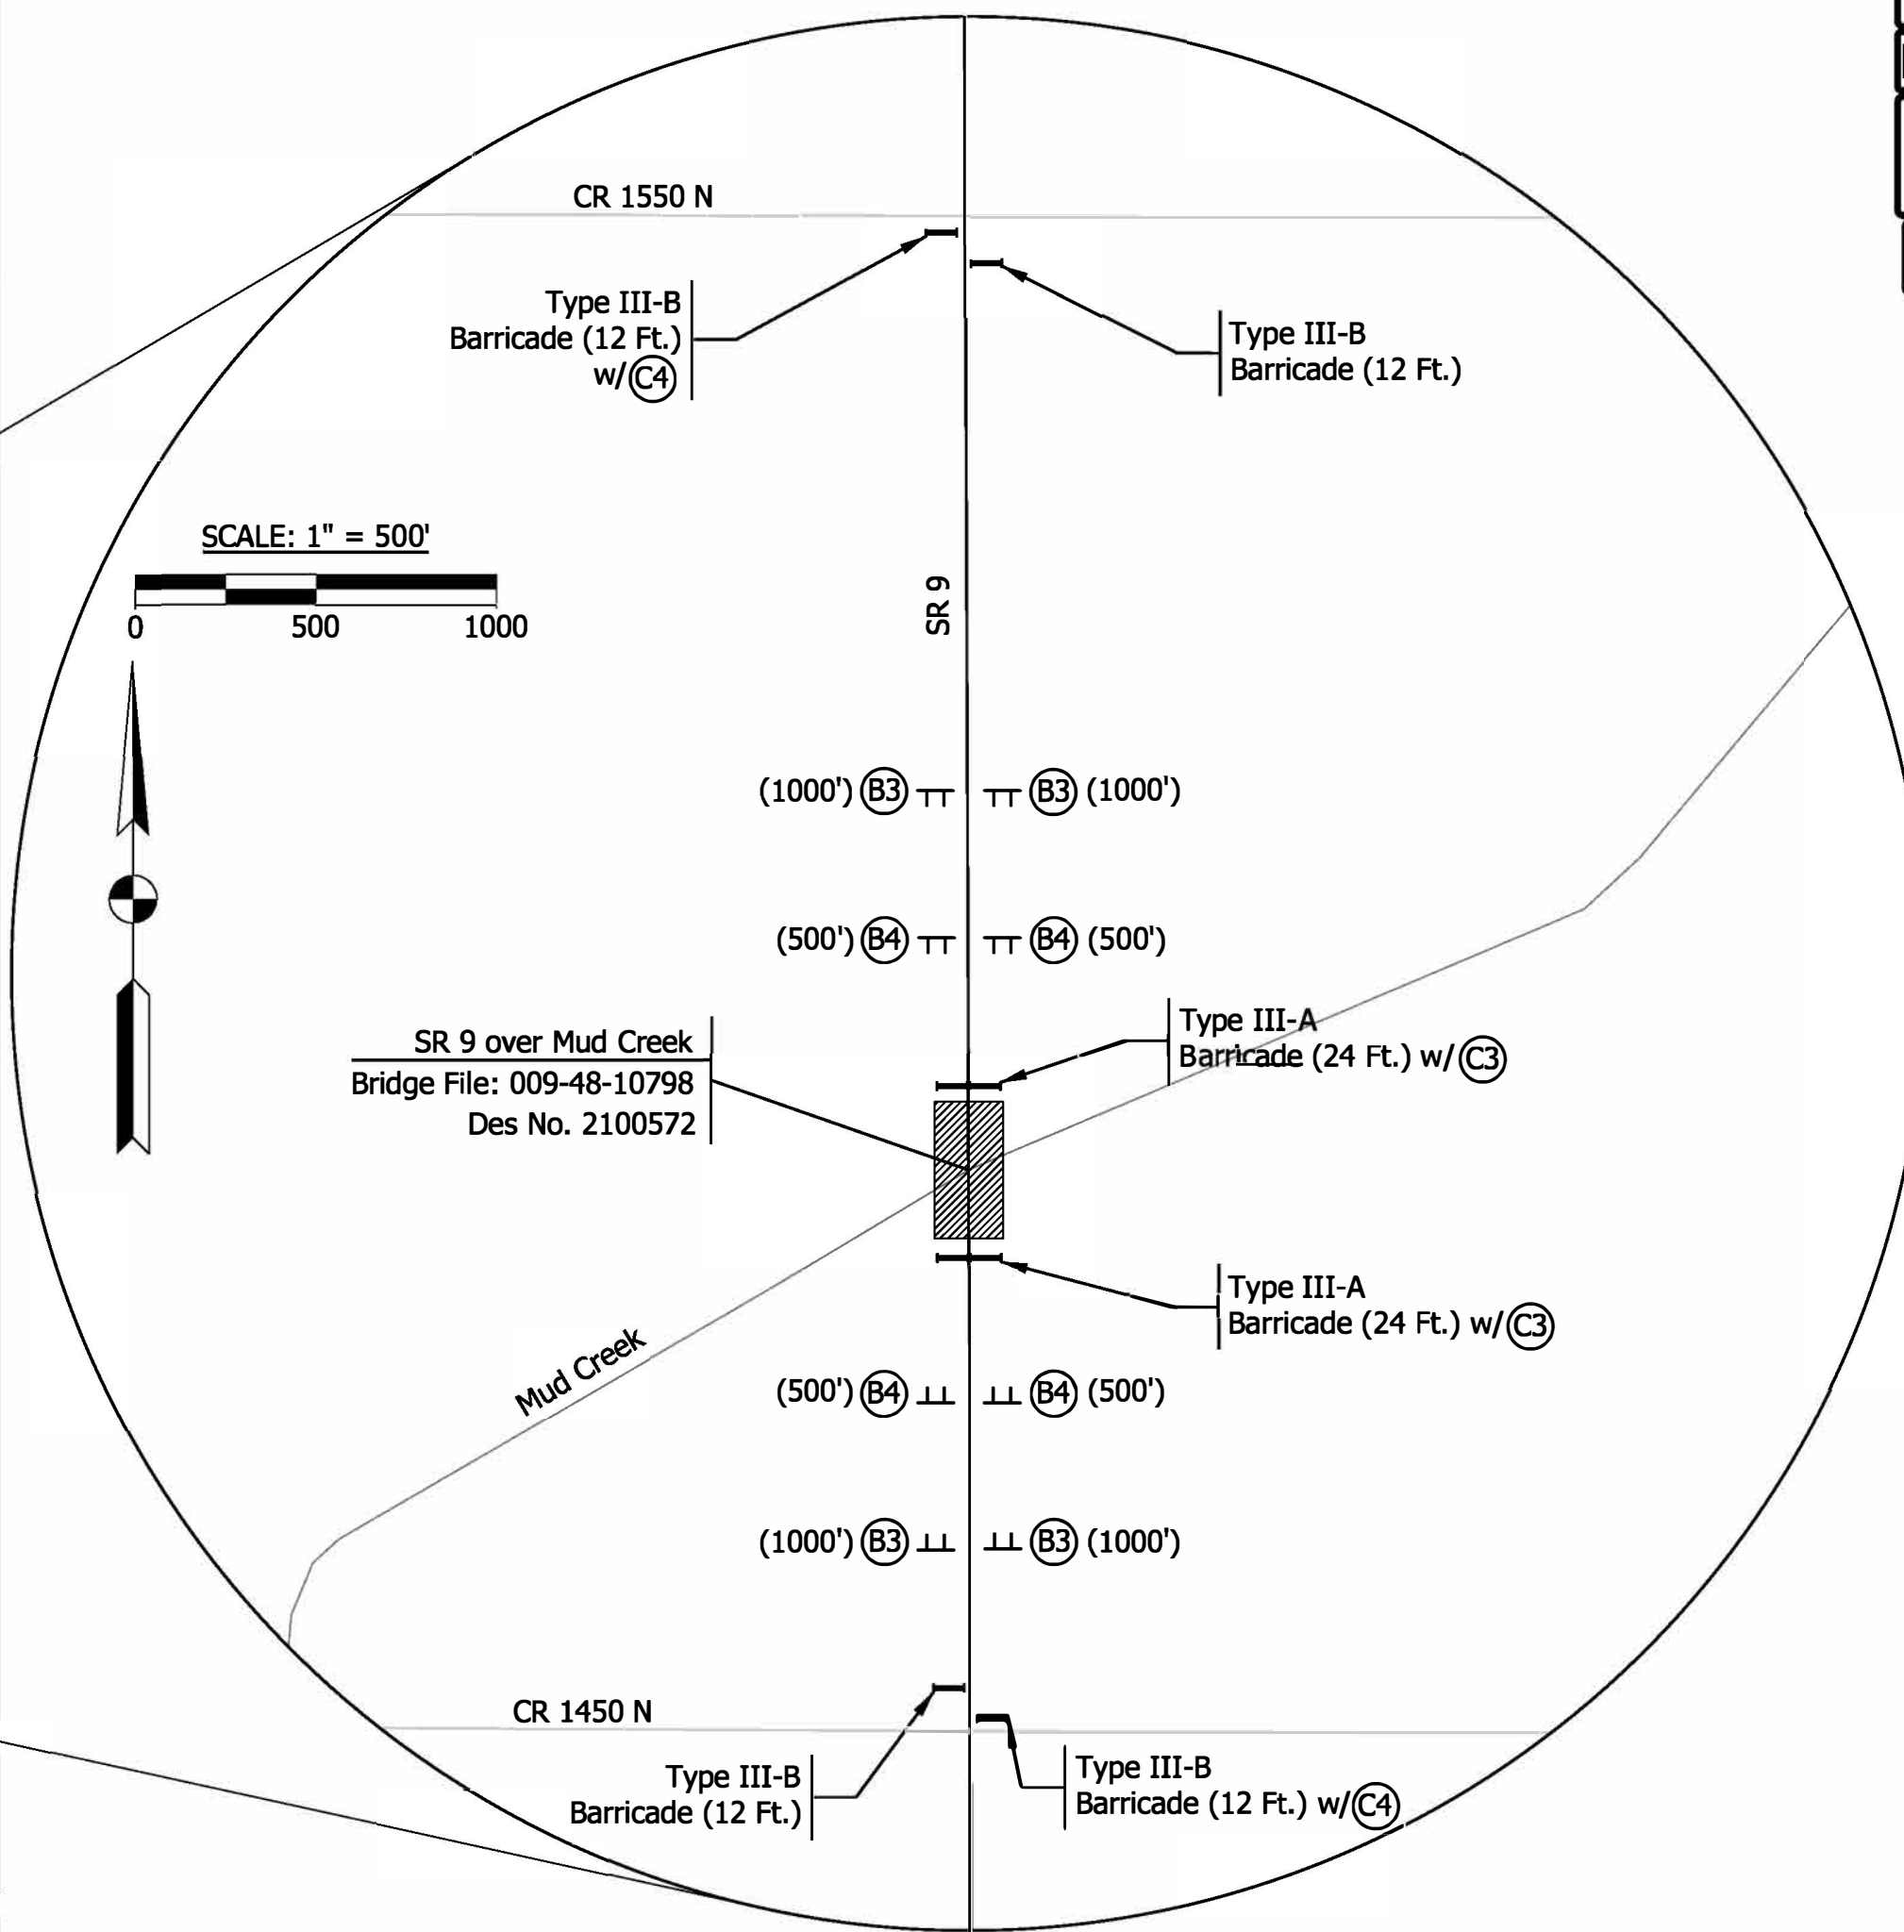 CR 1550 N
Type III-B
Barricade (12 Ft.)
w/ C4
Type III-B
Barricade (12 Ft.)
SCALE: 1" = 500'
0 500 1000
SR 9
(1000') B3 B3 (1000')
(500') B4 B4 (500')
SR 9 over Mud Creek
Bridge File: 009-48-10798
Des No. 2100572
Type III-A
Barricade (24 Ft.) w/ C3
Type III-A
Barricade (24 Ft.) w/ C3
Mud Creek
(500') B4 B4 (500')
(1000') B3 B3 (1000')
CR 1450 N
Type III-B
Barricade (12 Ft.)
Type III-B
Barricade (12 Ft.) w/ C4